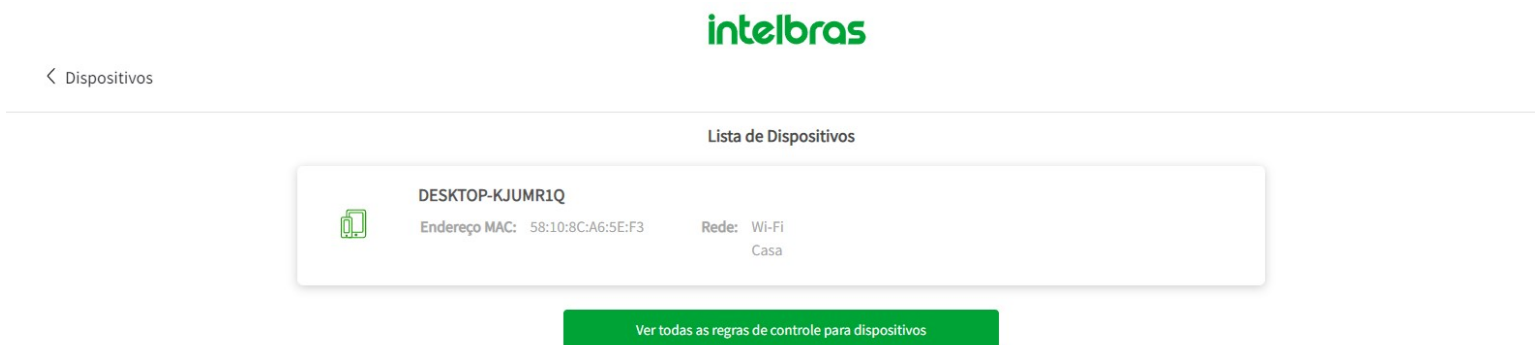 intelbras
Dispositivos
Lista de Dispositivos
DESKTOP-KJUMR1Q
Endereço MAC: 58:10:8C:A6:5E:F3 Rede: Wi-Fi
Casa
Ver todas as regras de controle para dispositivos